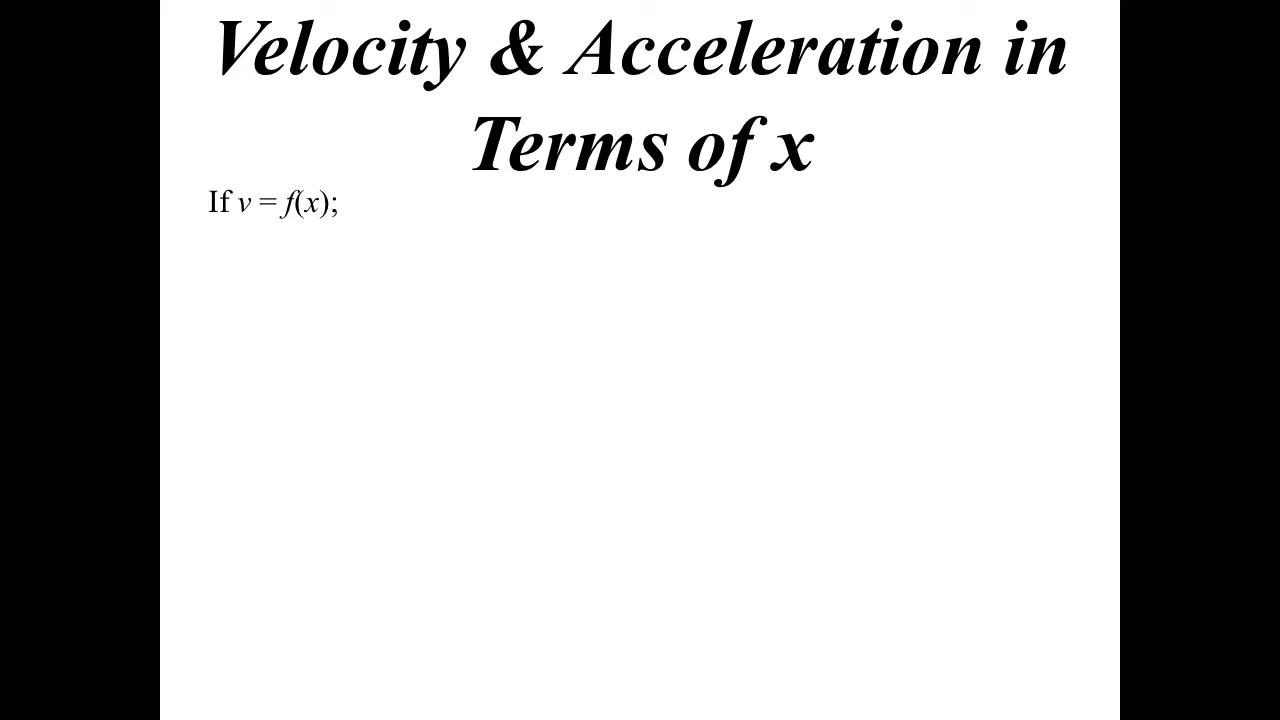 Velocity & Acceleration in
Terms of x
If v = f(x);